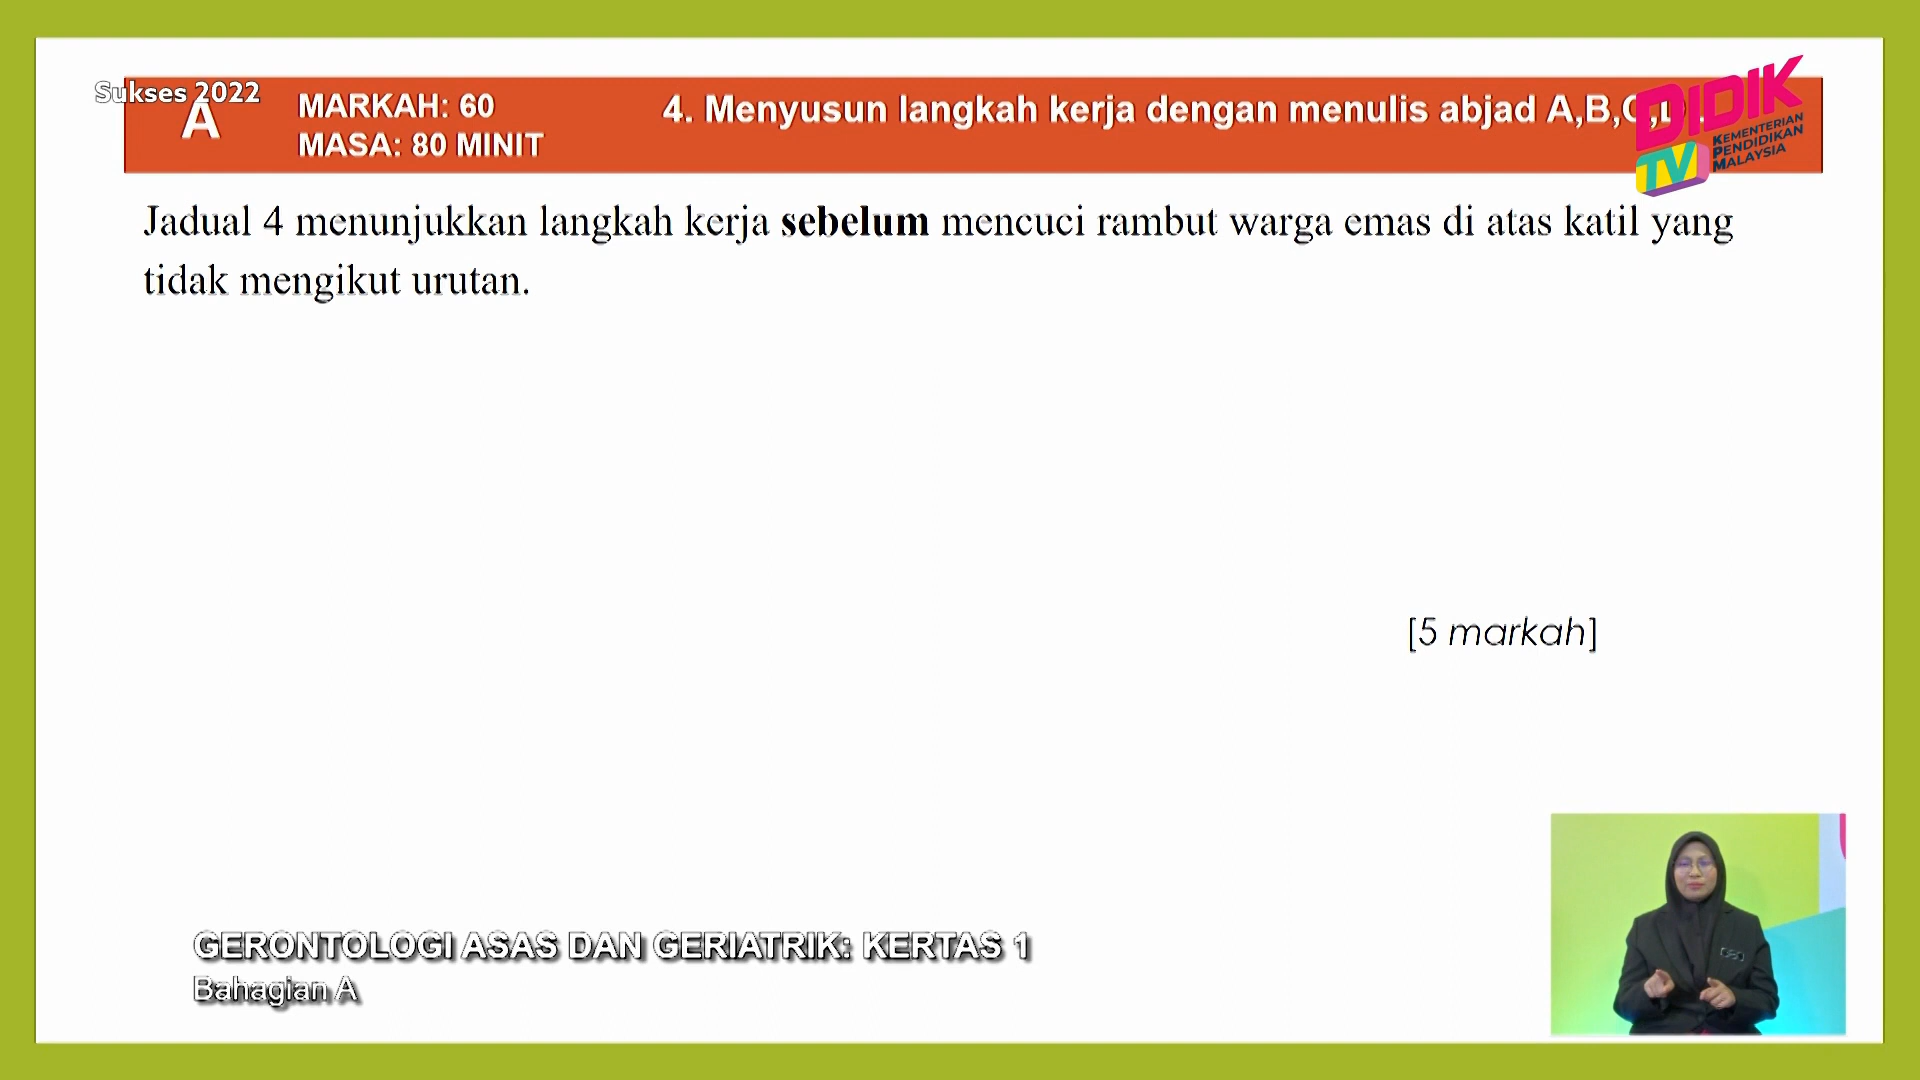 Sukses 2022
A
MARKAH: 60
MASA: 80 MINIT
4. Menyusun langkah kerja dengan menulis abjad A,B,C,D
DIDIK
TV
KEMENTERIAN
PENDIDIKAN
MALAYSIA
Jadual 4 menunjukkan langkah kerja sebelum mencuci rambut warga emas di atas katil yang
tidak mengikut urutan.
[5 markah]
GERONTOLOGI ASAS DAN GERIATRIK: KERTAS 1
Bahagian A